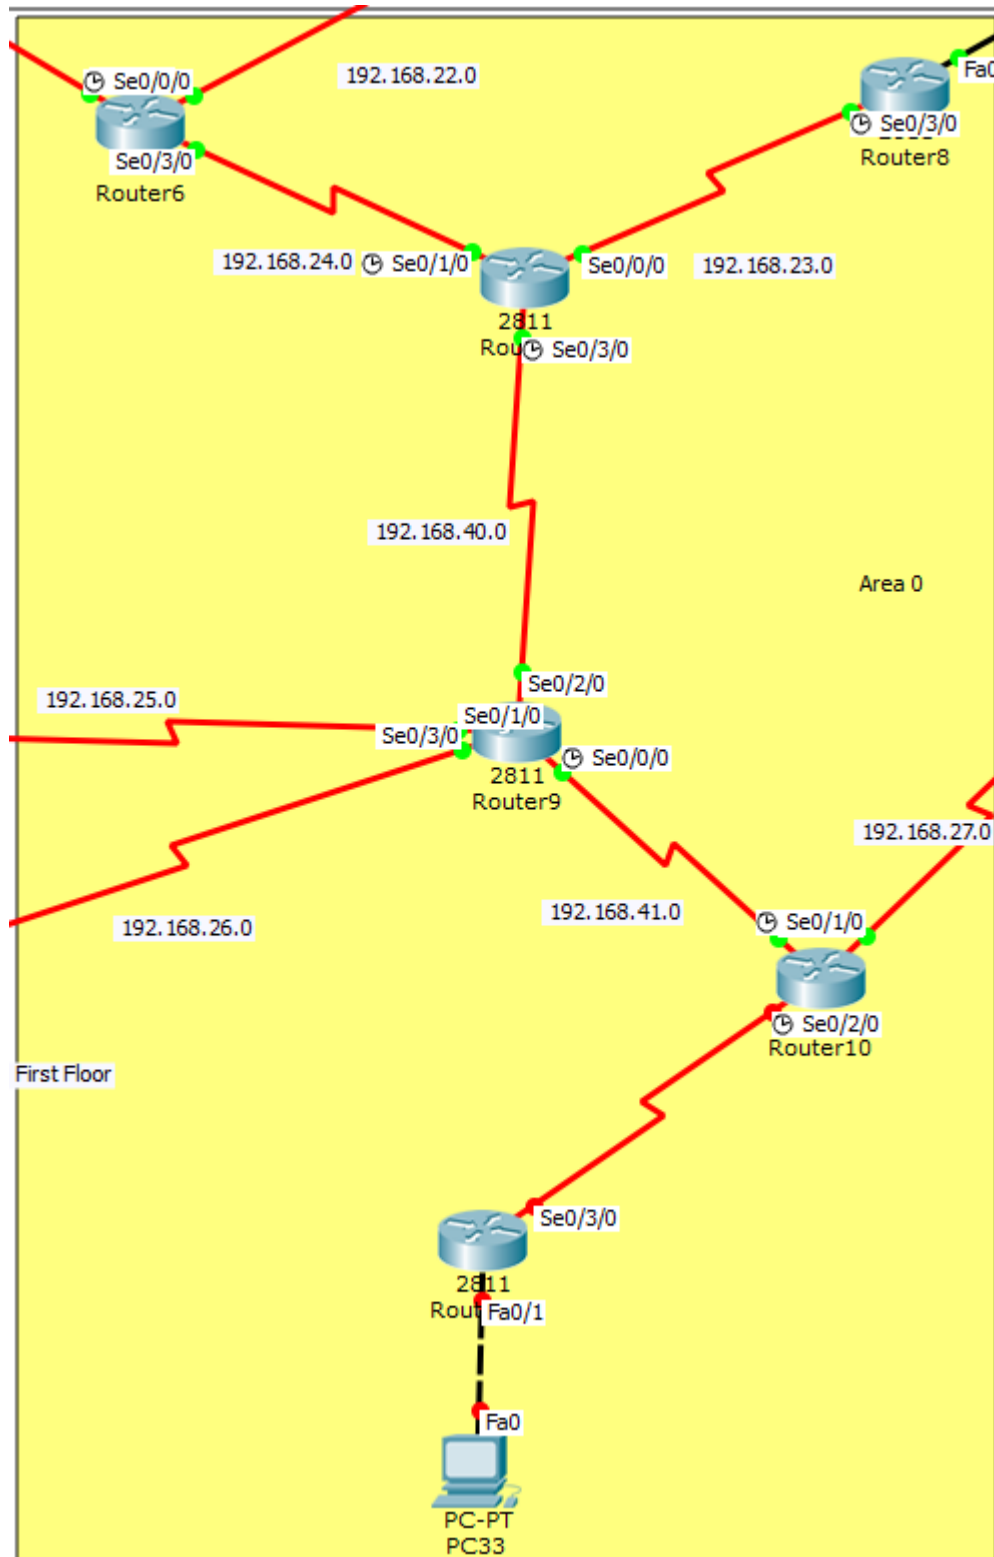 192.168.22.0
Se0/0/0
Fa0
Se0/3/0
Se0/3/0
Router8
Router6
192.168.24.0
Se0/1/0
Se0/0/0
192.168.23.0
2811
Se0/3/0
192.168.40.0
Area 0
Se0/2/0
192.168.25.0
Se0/1/0
Se0/3/0
Se0/0/0
2811
Router9
192.168.27.0
192.168.41.0
Se0/1/0
192.168.26.0
Se0/2/0
Router10
First Floor
Se0/3/0
2811
Fa0/1
Fa0
PC-PT
PC33